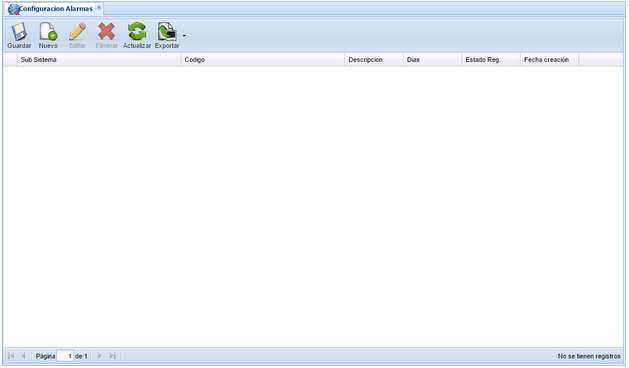 Configuracion Alarmas
Guardar Nuevo Editar Eliminar Actualizar Exportar
Sub Sistema Codigo Descripcion Dias Estado Reg. Fecha creación
Página 1 de 1 No se tienen registros